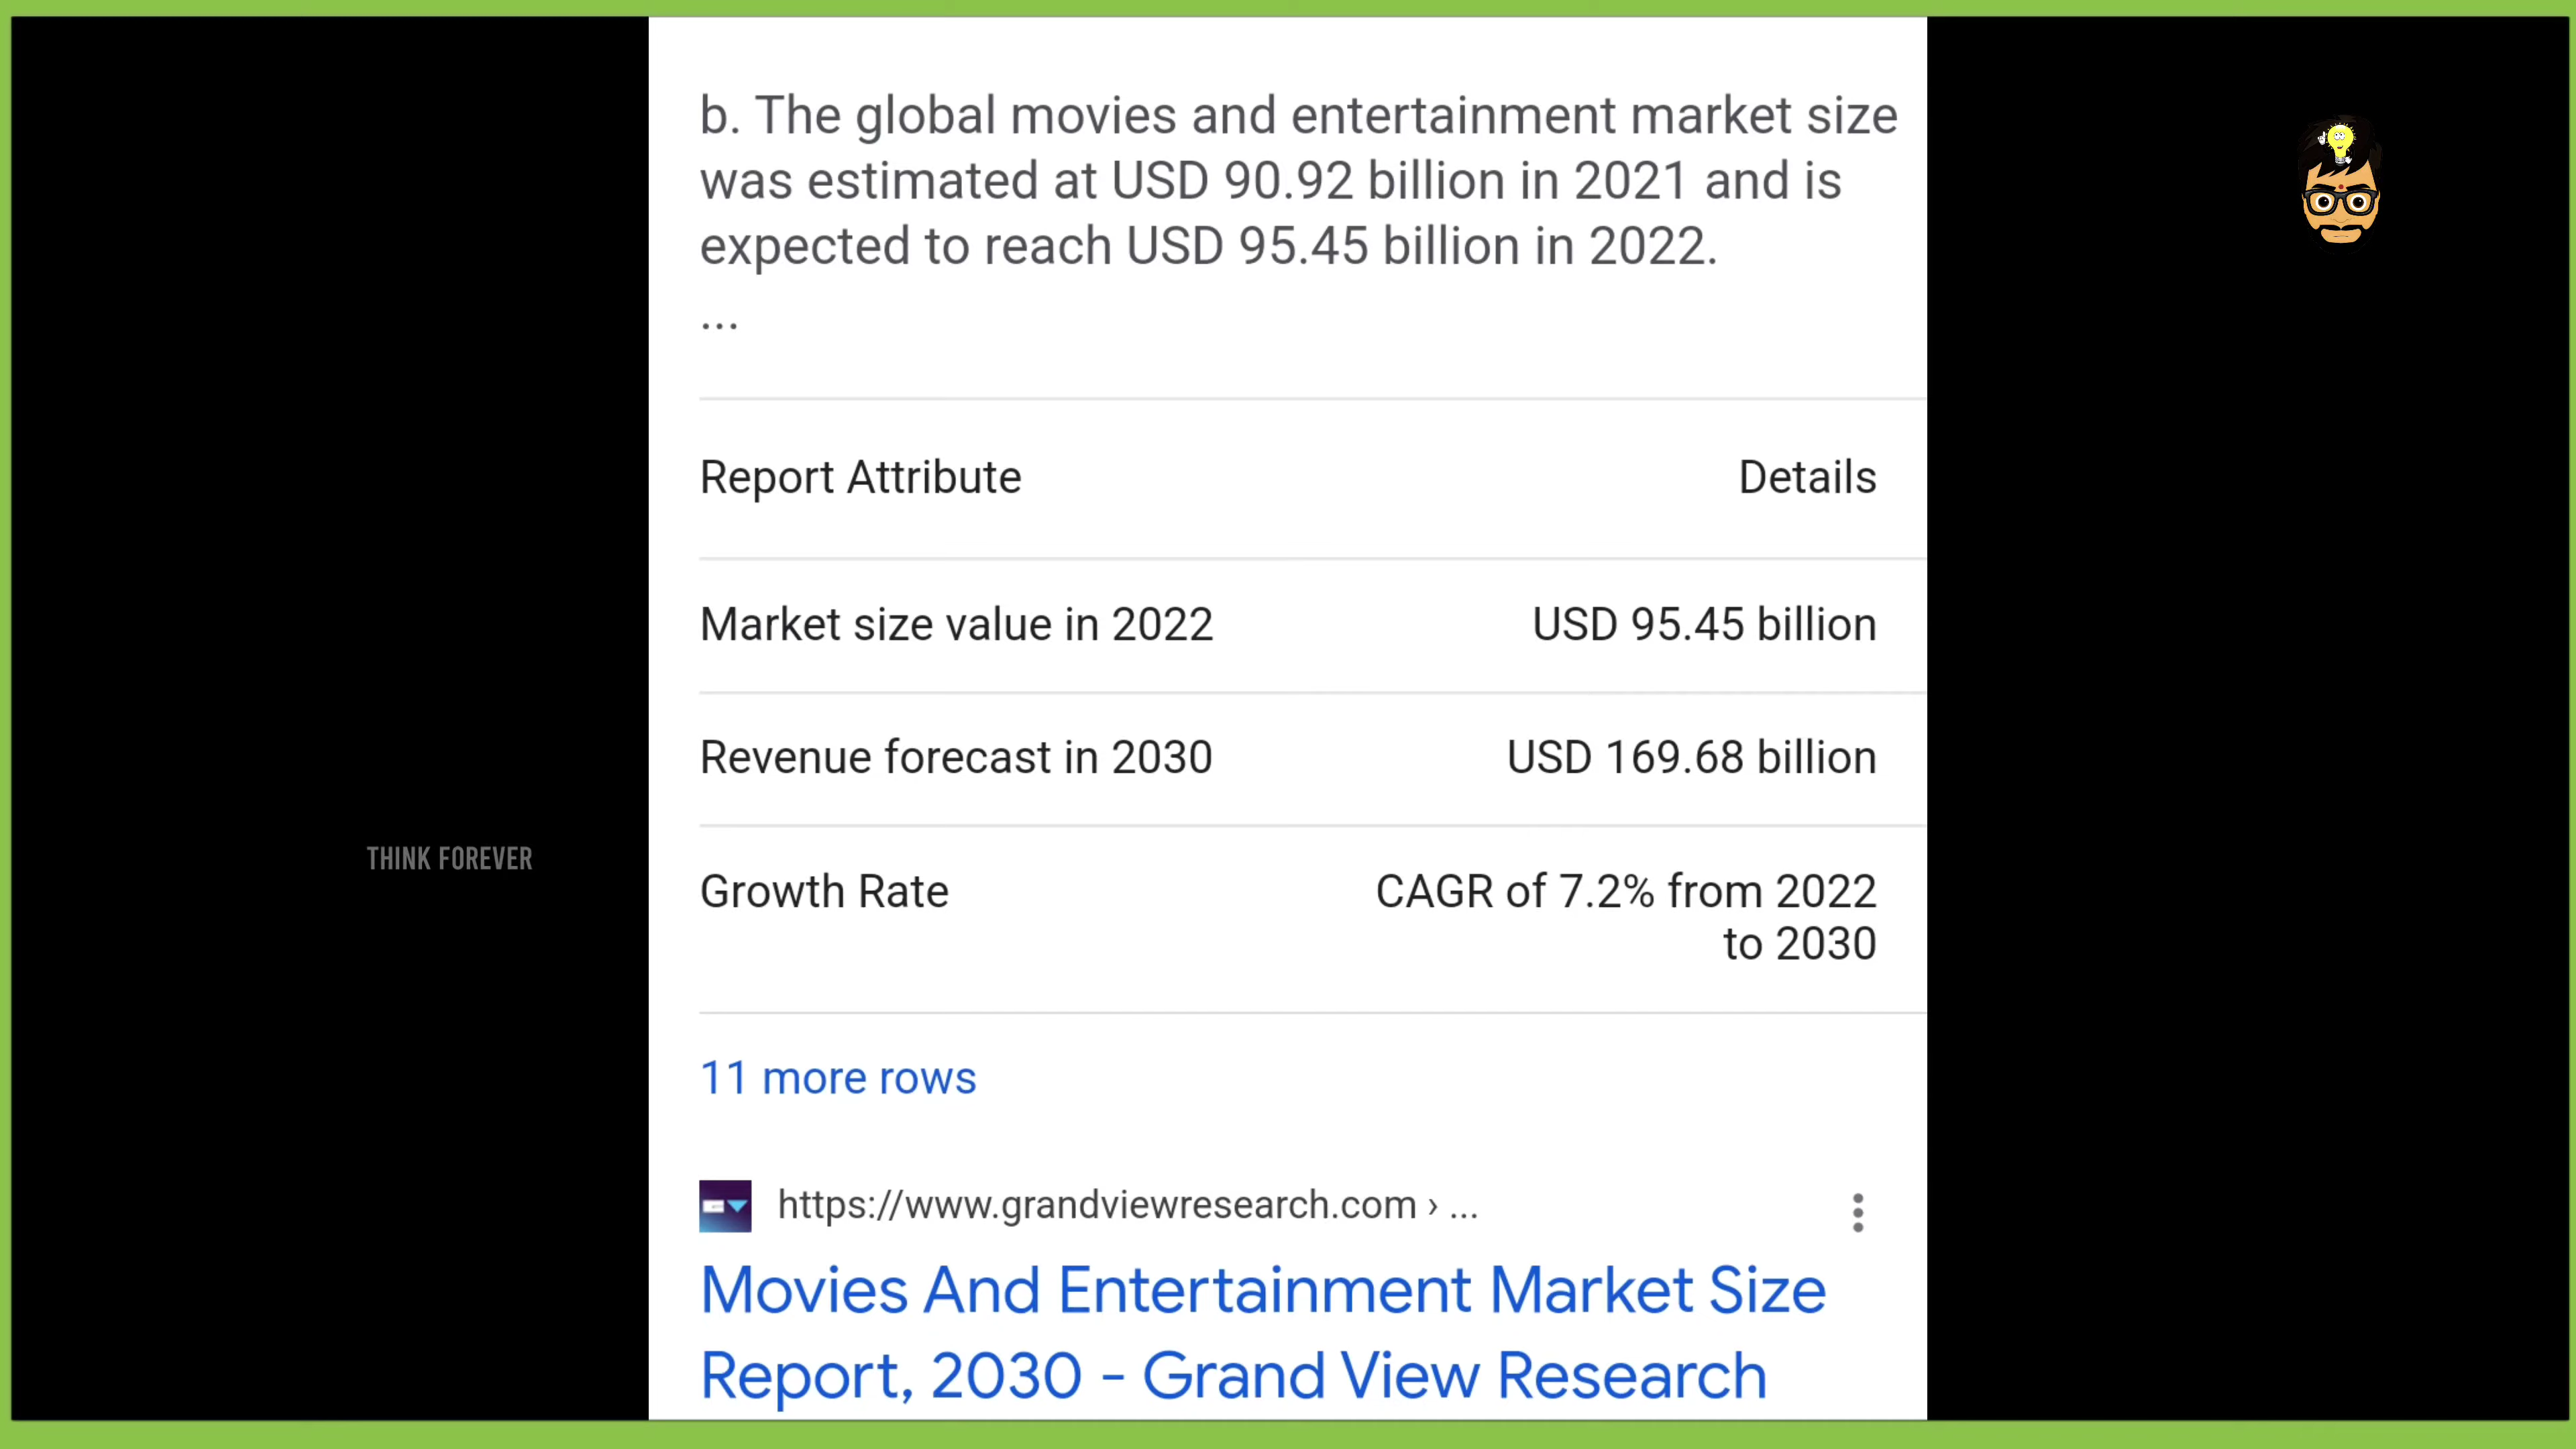 b. The global movies and entertainment market size
was estimated at USD 90.92 billion in 2021 and is
expected to reach USD 95.45 billion in 2022.
...
Report Attribute Details
Market size value in 2022 USD 95.45 billion
Revenue forecast in 2030 USD 169.68 billion
THINK FOREVER
Growth Rate CAGR of 7.2% from 2022
to 2030
11 more rows
https://www.grandviewresearch.com › ...
Movies And Entertainment Market Size
Report, 2030 - Grand View Research